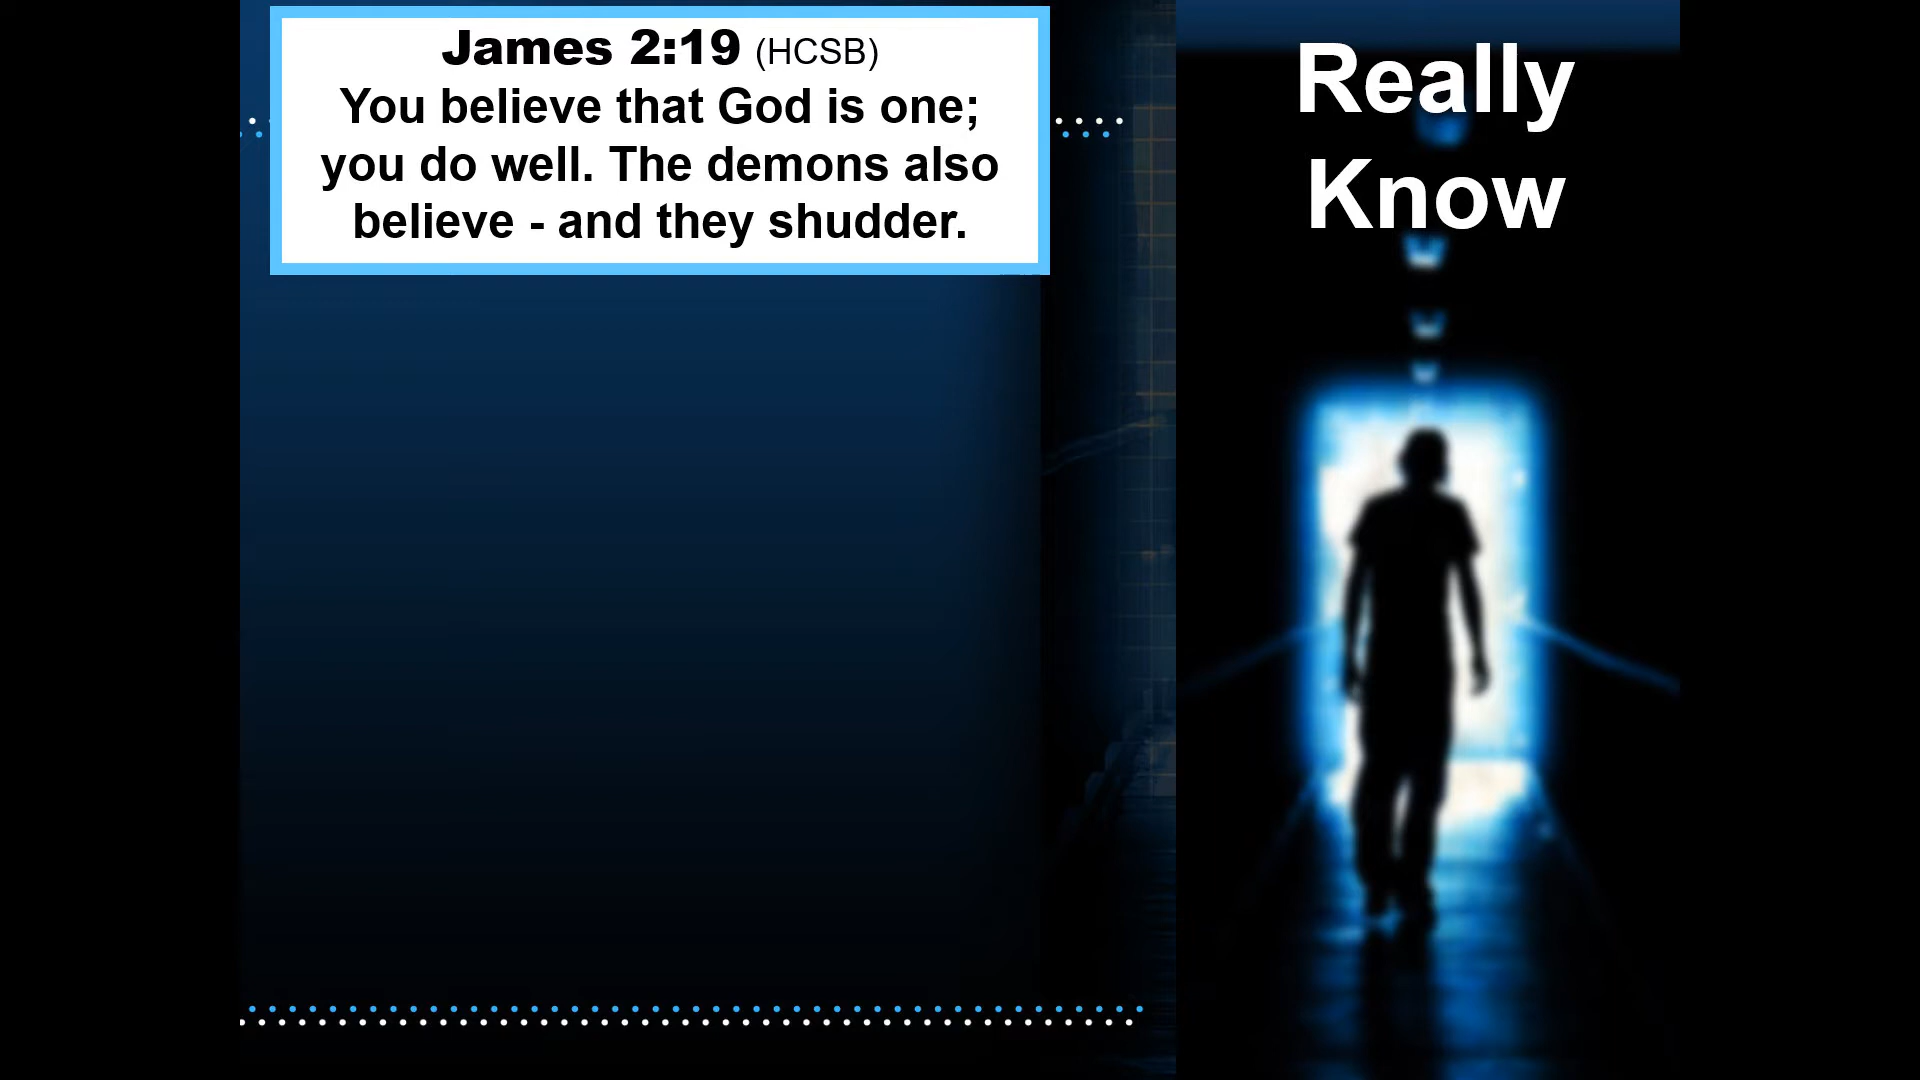 James 2:19 (HCSB)
You believe that God is one;
you do well. The demons also
believe - and they shudder.
Really
Know